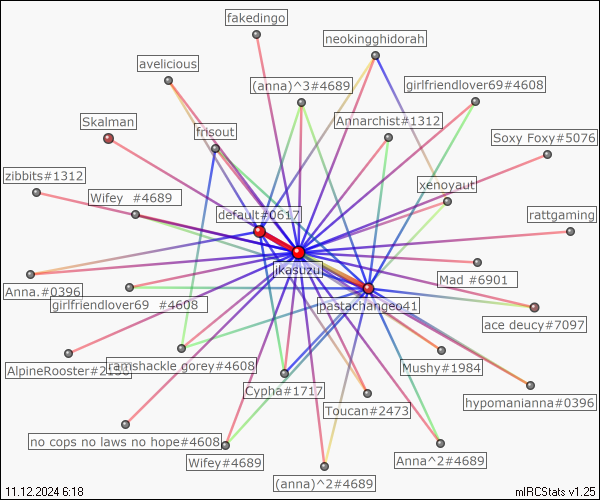 fakedingo
neokingghidorah
avelicious
(anna)^3#4689
girlfriendlover69#4608
Annarchist#1312
Skalman
frisout
Soxy Foxy#5076
zibbits#1312
xenoyaut
Wifey  #4689
default#0617
rattgaming
ikasuzu
Mad #6901
Anna.#0396
girlfriendlover69  #4608
pastachangeo41
ace deucy#7097
AlpineRooster#2
ramshackle gorey#4608
Mushy#1984
Cypha#1717
hypomanianna#0396
Toucan#2473
no cops no laws no hope#4608
Wifey#4689
Anna^2#4689
(anna)^2#4689
11.12.2024 6:18
mIRCStats v1.25